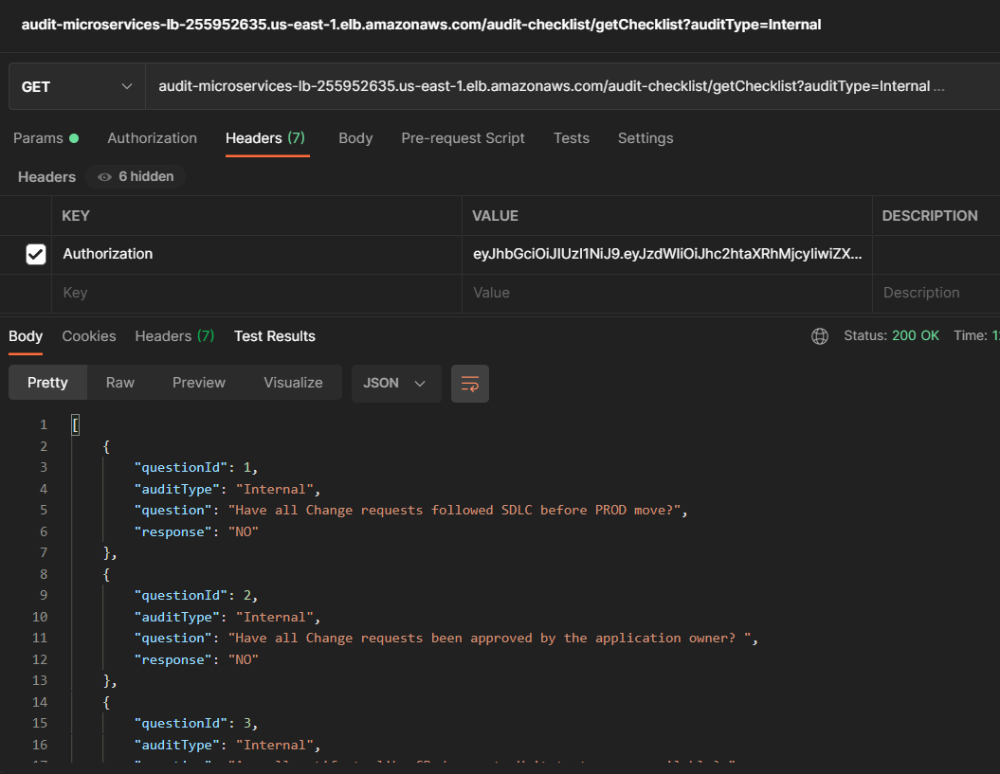 audit-microservices-lb-255952635.us-east-1.elb.amazonaws.com/audit-checklist/getChecklist?auditType=Internal
GET audit-microservices-lb-255952635.us-east-1.elb.amazonaws.com/audit-checklist/getChecklist?auditType=Internal ...
Params Authorization Headers (7) Body Pre-request Script Tests Settings
Headers 6 hidden
KEY VALUE DESCRIPTION
Authorization eyJhbGciOiJIUzI1NiJ9.eyJzdWIiOiJhc2htaXRhMjcyIiwiZX...
Key Value Description
Body Cookies Headers (7) Test Results Status: 200 OK Time:
Pretty Raw Preview Visualize JSON
1 [
2 {
3 "questionId": 1,
4 "auditType": "Internal",
5 "question": "Have all Change requests followed SDLC before PROD move?",
6 "response": "NO"
7 },
8 {
9 "questionId": 2,
10 "auditType": "Internal",
11 "question": "Have all Change requests been approved by the application owner? ",
12 "response": "NO"
13 },
14 {
15 "questionId": 3,
16 "auditType": "Internal",